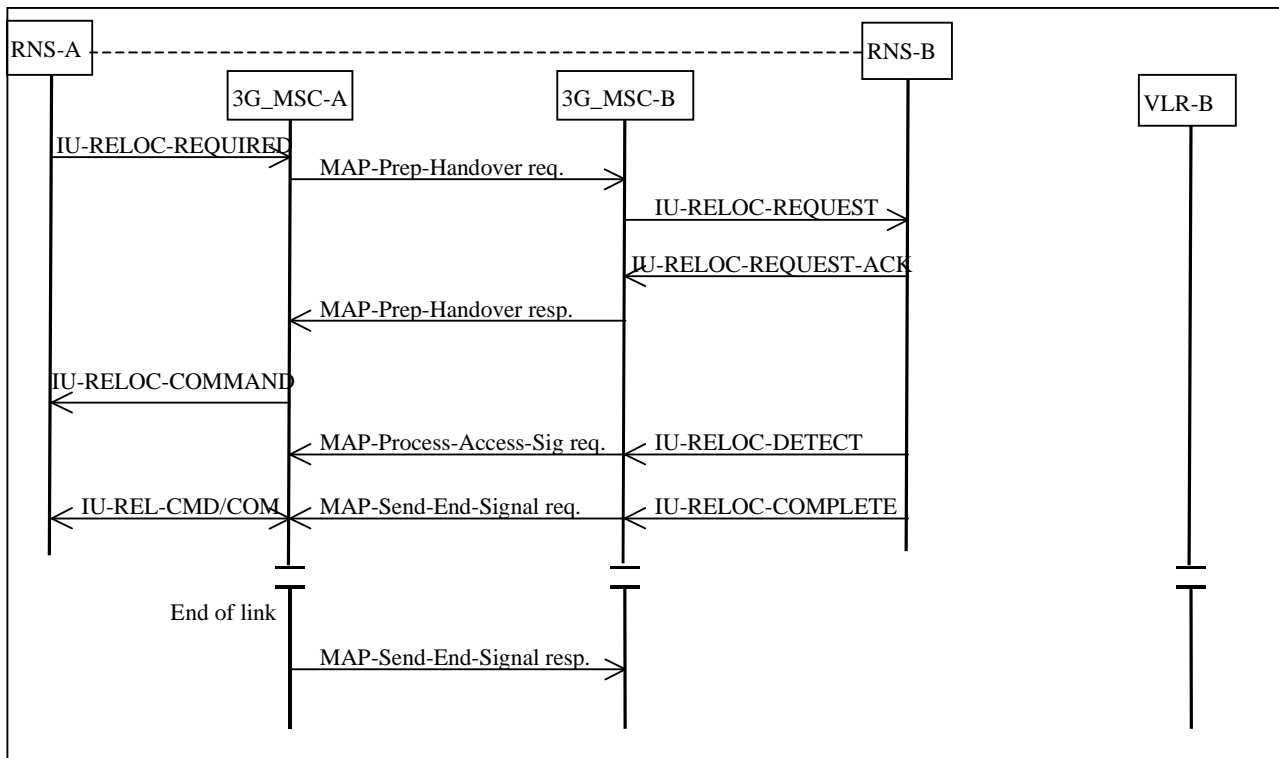 RNS-A
RNS-B
3G_MSC-A
3G_MSC-B
VLR-B
IU-RELOC-REQUIRED
MAP-Prep-Handover req.
IU-RELOC-REQUEST
IU-RELOC-REQUEST-ACK
MAP-Prep-Handover resp.
IU-RELOC-COMMAND
MAP-Process-Access-Sig req.
IU-RELOC-DETECT
IU-REL-CMD/COM
MAP-Send-End-Signal req.
IU-RELOC-COMPLETE
End of link
MAP-Send-End-Signal resp.